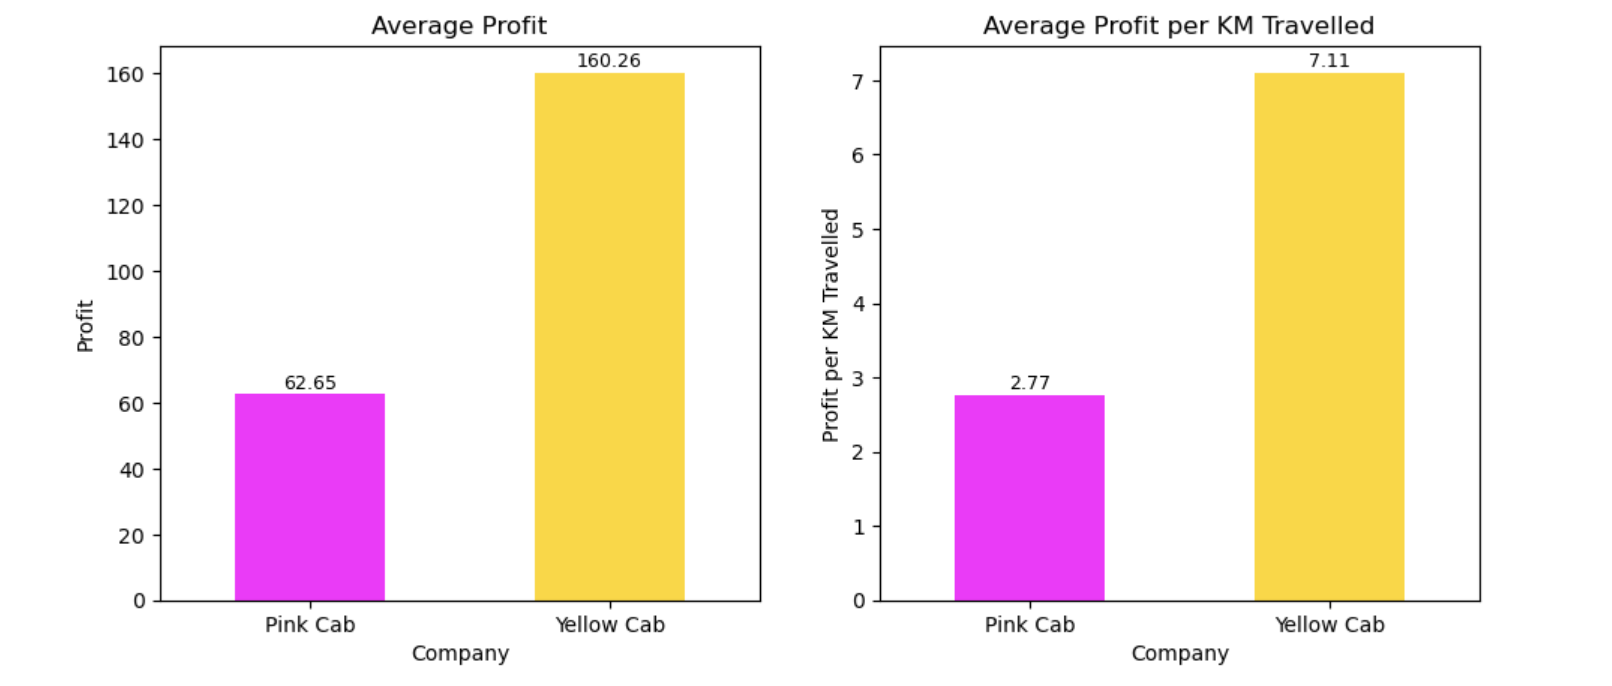 Average Profit
160.26
62.65
160
140
120
100
80
60
40
20
0
Profit
Pink Cab
Yellow Cab
Company
Average Profit per KM Travelled
7.11
2.77
7
6
5
4
3
2
1
0
Profit per KM Travelled
Pink Cab
Yellow Cab
Company